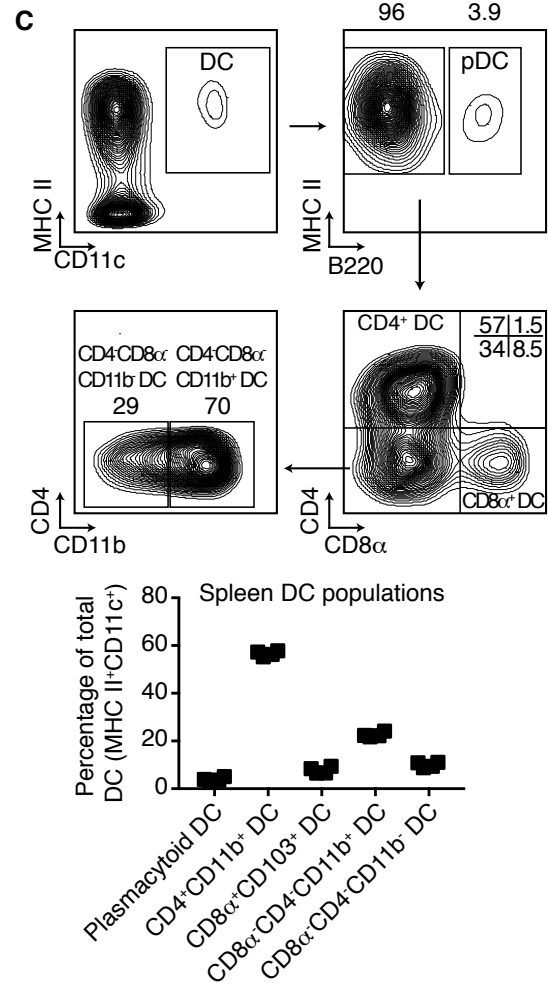 C
96 3.9
DC
pDC
MHC II
CD11c
MHC II
B220
CD4-CD8α- CD4-CD8α-
CD11b- DC CD11b+ DC
29 70
CD4
CD11b
CD4+ DC
57 1.5
34 8.5
CD8α+ DC
CD4
CD8α
Spleen DC populations
Percentage of total
DC (MHC II+CD11c+)
80
60
40
20
0
Plasmacytoid DC
CD4+CD11b+ DC
CD8α+CD103+ DC
CD8α-CD4-CD11b+ DC
CD8α-CD4-CD11b- DC